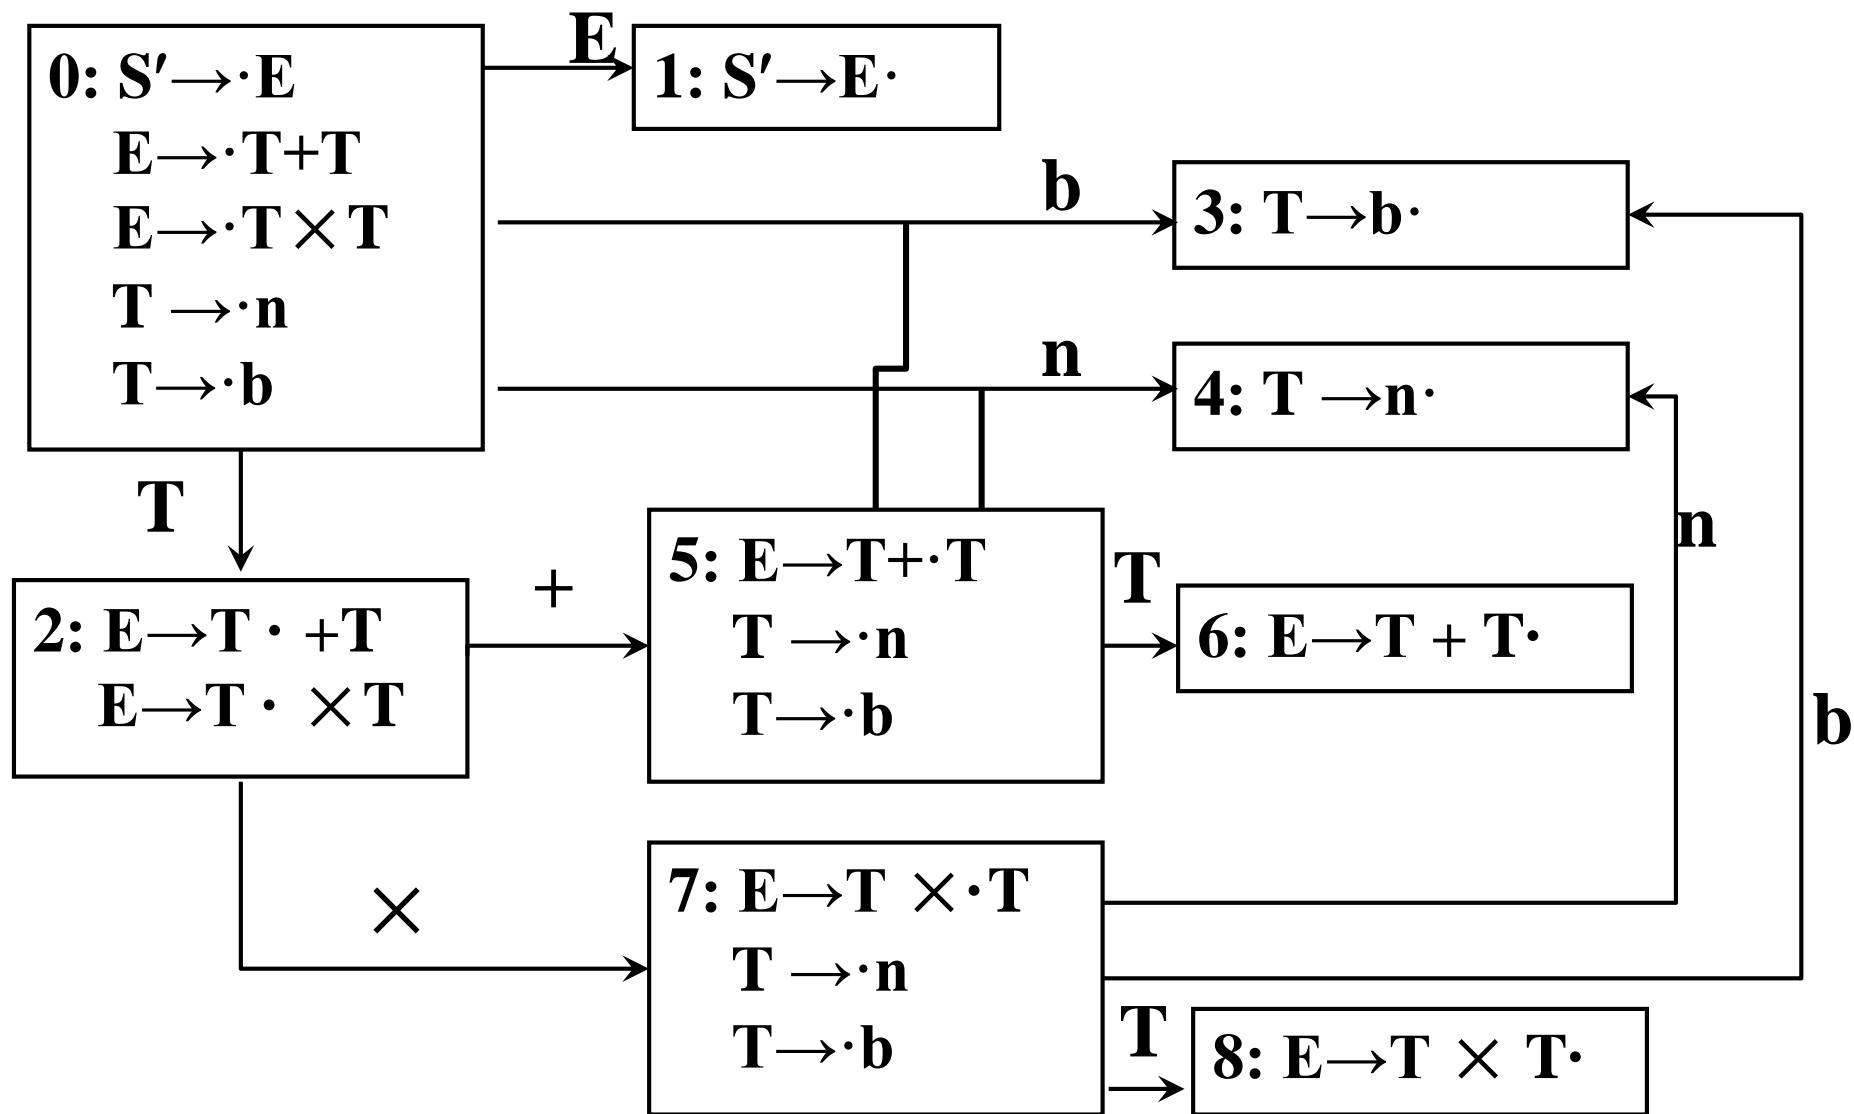 E
0: S′→·E
E→·T+T
E→·T×T
T →·n
T→·b
1: S′→E·
b
3: T→b·
n
4: T →n·
T
2: E→T · +T
E→T · ×T
+
5: E→T+·T
T →·n
T→·b
T
6: E→T + T·
n
b
×
7: E→T ×·T
T →·n
T→·b
T
8: E→T × T·